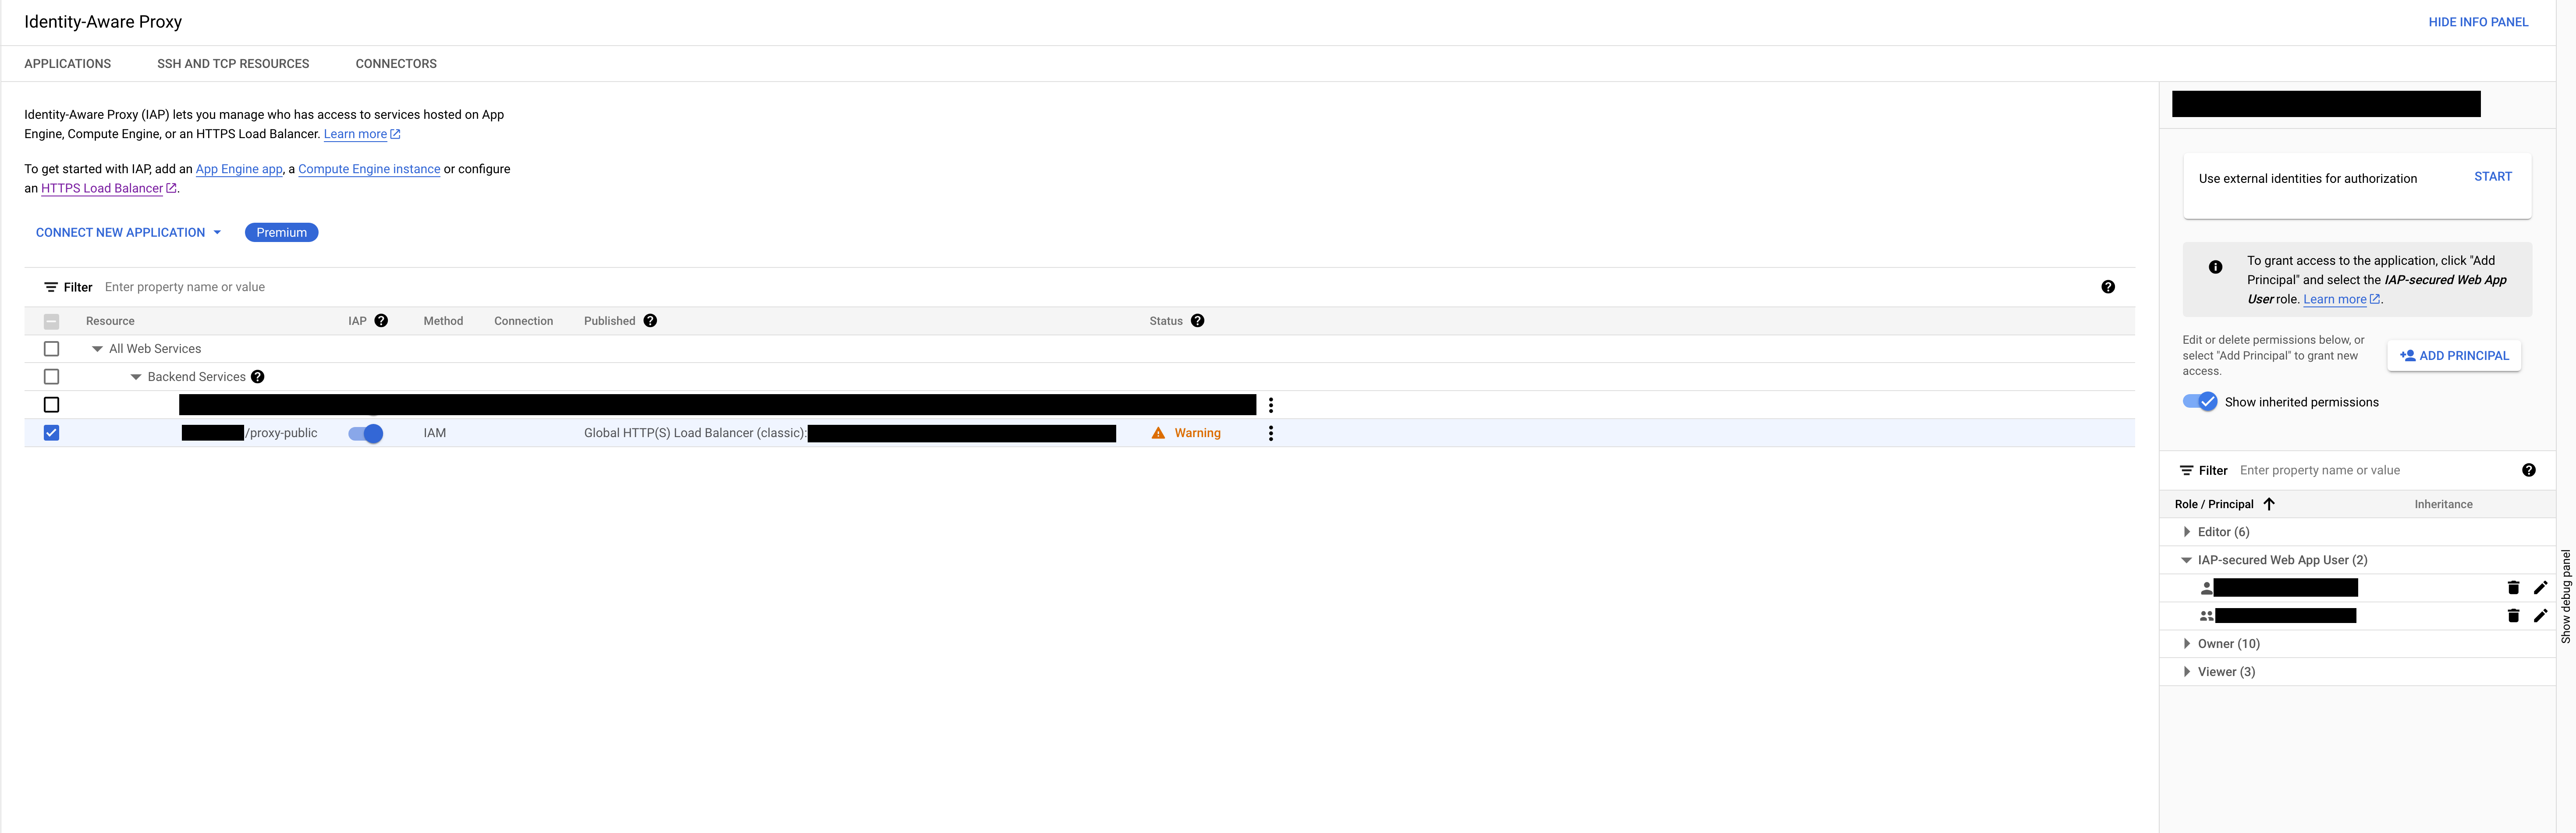 Identity-Aware Proxy
HIDE INFO PANEL
APPLICATIONS SSH AND TCP RESOURCES CONNECTORS
Identity-Aware Proxy (IAP) lets you manage who has access to services hosted on App
Engine, Compute Engine, or an HTTPS Load Balancer. Learn more
To get started with IAP, add an App Engine app, a Compute Engine instance or configure
an HTTPS Load Balancer.
CONNECT NEW APPLICATION Premium
Filter Enter property name or value
Resource IAP Method Connection Published Status
All Web Services
Backend Services
/proxy-public IAM Global HTTP(S) Load Balancer (classic): Warning
Use external identities for authorization START
To grant access to the application, click "Add
Principal" and select the IAP-secured Web App
User role. Learn more.
Edit or delete permissions below, or
select "Add Principal" to grant new
access.
ADD PRINCIPAL
Show inherited permissions
Filter Enter property name or value
Role / Principal Inheritance
Editor (6)
IAP-secured Web App User (2)
Owner (10)
Viewer (3)
Show debug panel